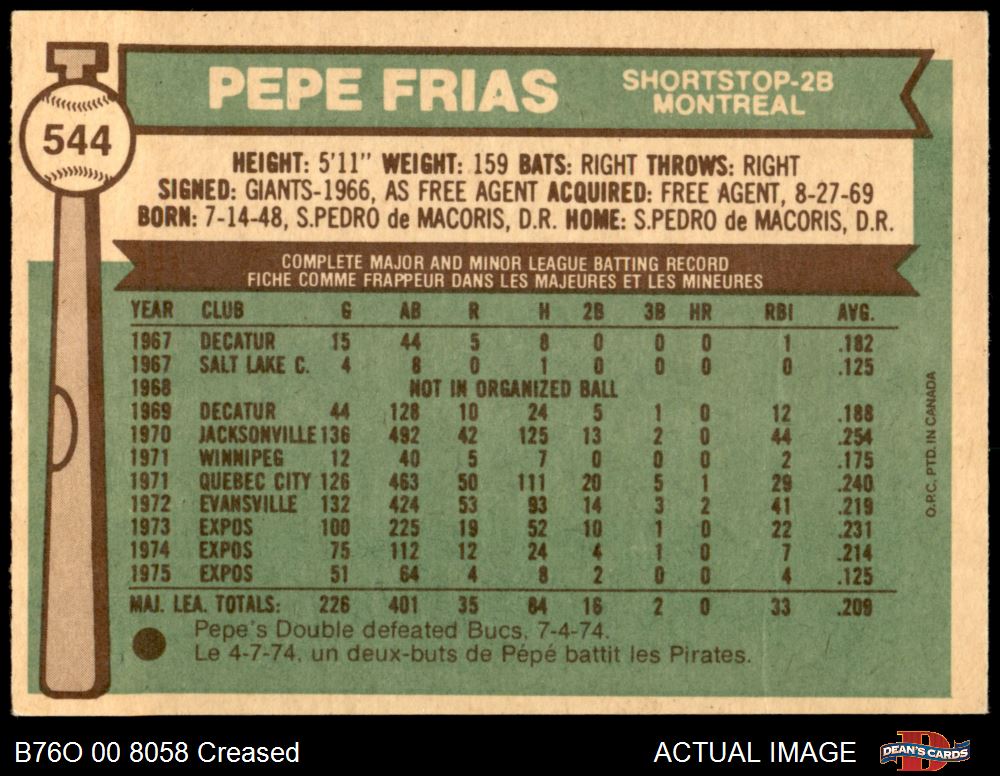 544
PEPE FRIAS
SHORTSTOP-2B
MONTREAL
HEIGHT: 5'11" WEIGHT: 159 BATS: RIGHT THROWS: RIGHT
SIGNED: GIANTS-1966, AS FREE AGENT ACQUIRED: FREE AGENT, 8-27-69
BORN: 7-14-48, S.PEDRO de MACORIS, D.R. HOME: S.PEDRO de MACORIS, D.R.
COMPLETE MAJOR AND MINOR LEAGUE BATTING RECORD
FICHE COMME FRAPPEUR DANS LES MAJEURES ET LES MINEURES
YEAR CLUB G AB R H 2B 3B HR RBI AVG.
1967 DECATUR 15 44 5 8 0 0 0 1 .182
1967 SALT LAKE C. 4 8 0 1 0 0 0 0 .125
1968 NOT IN ORGANIZED BALL
1969 DECATUR 44 128 10 24 5 1 0 12 .188
1970 JACKSONVILLE 136 492 42 125 13 2 0 44 .254
1971 WINNIPEG 12 40 5 7 0 0 0 2 .175
1971 QUEBEC CITY 126 463 50 111 20 5 1 29 .240
1972 EVANSVILLE 132 424 53 93 14 3 2 41 .219
1973 EXPOS 100 225 19 52 10 1 0 22 .231
1974 EXPOS 75 112 12 24 4 1 0 7 .214
1975 EXPOS 51 64 4 8 2 0 0 4 .125
MAJ. LEA. TOTALS: 226 401 35 84 16 2 0 33 .209
Pepe's Double defeated Bucs, 7-4-74.
Le 4-7-74, un deux-buts de Pépé battit les Pirates.
O.P.C. PTD. IN CANADA
B76O 00 8058 Creased
ACTUAL IMAGE
D
DEAN'S CARDS